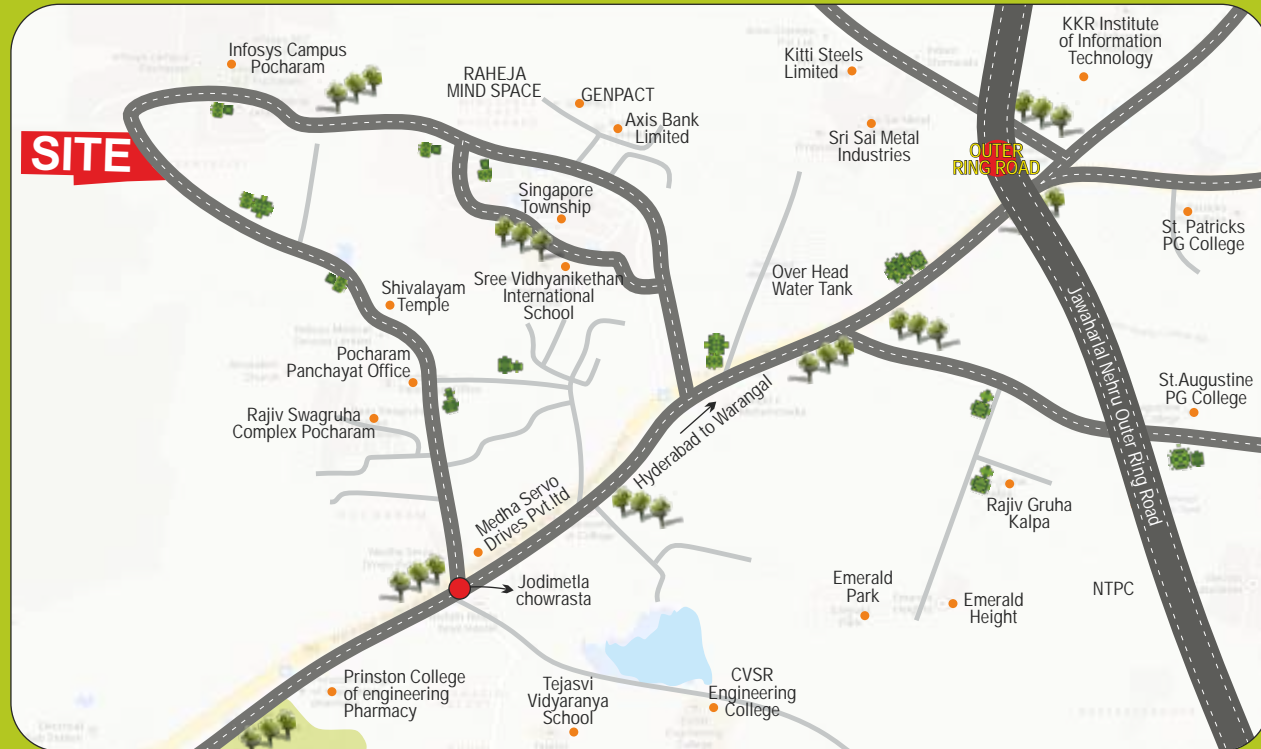 Infosys Campus
Pocharam
SITE
RAHEJA
MIND SPACE
GENPACT
Axis Bank
Limited
Kitti Steels
Limited
Sri Sai Metal
Industries
KKR Institute
of Information
Technology
OUTER
RING ROAD
St. Patricks
PG College
Singapore
Township
Sree Vidhyanikethan
International
School
Over Head
Water Tank
Shivalayam
Temple
Pocharam
Panchayat Office
Rajiv Swagruha
Complex Pocharam
Hyderabad to Warangal
Jawaharlal Nehru Outer Ring Road
St.Augustine
PG College
Medha Servo
Drives Pvt.ltd
Rajiv Gruha
Kalpa
Jodimetla
chowrasta
Emerald
Park
Emerald
Height
NTPC
Prinston College
of engineering
Pharmacy
Tejasvi
Vidyaranya
School
CVSR
Engineering
College